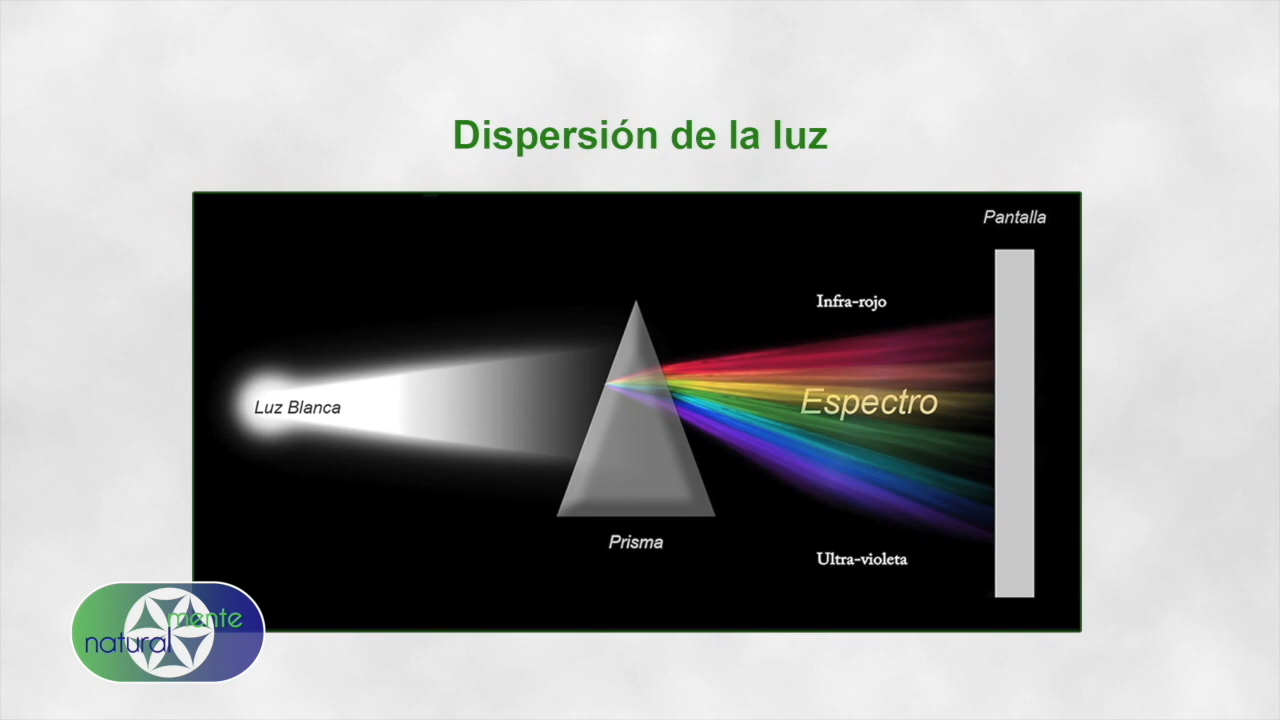 Dispersión de la luz
Pantalla
Infra-rojo
Luz Blanca
Espectro
Prisma
Ultra-violeta
mente
natural